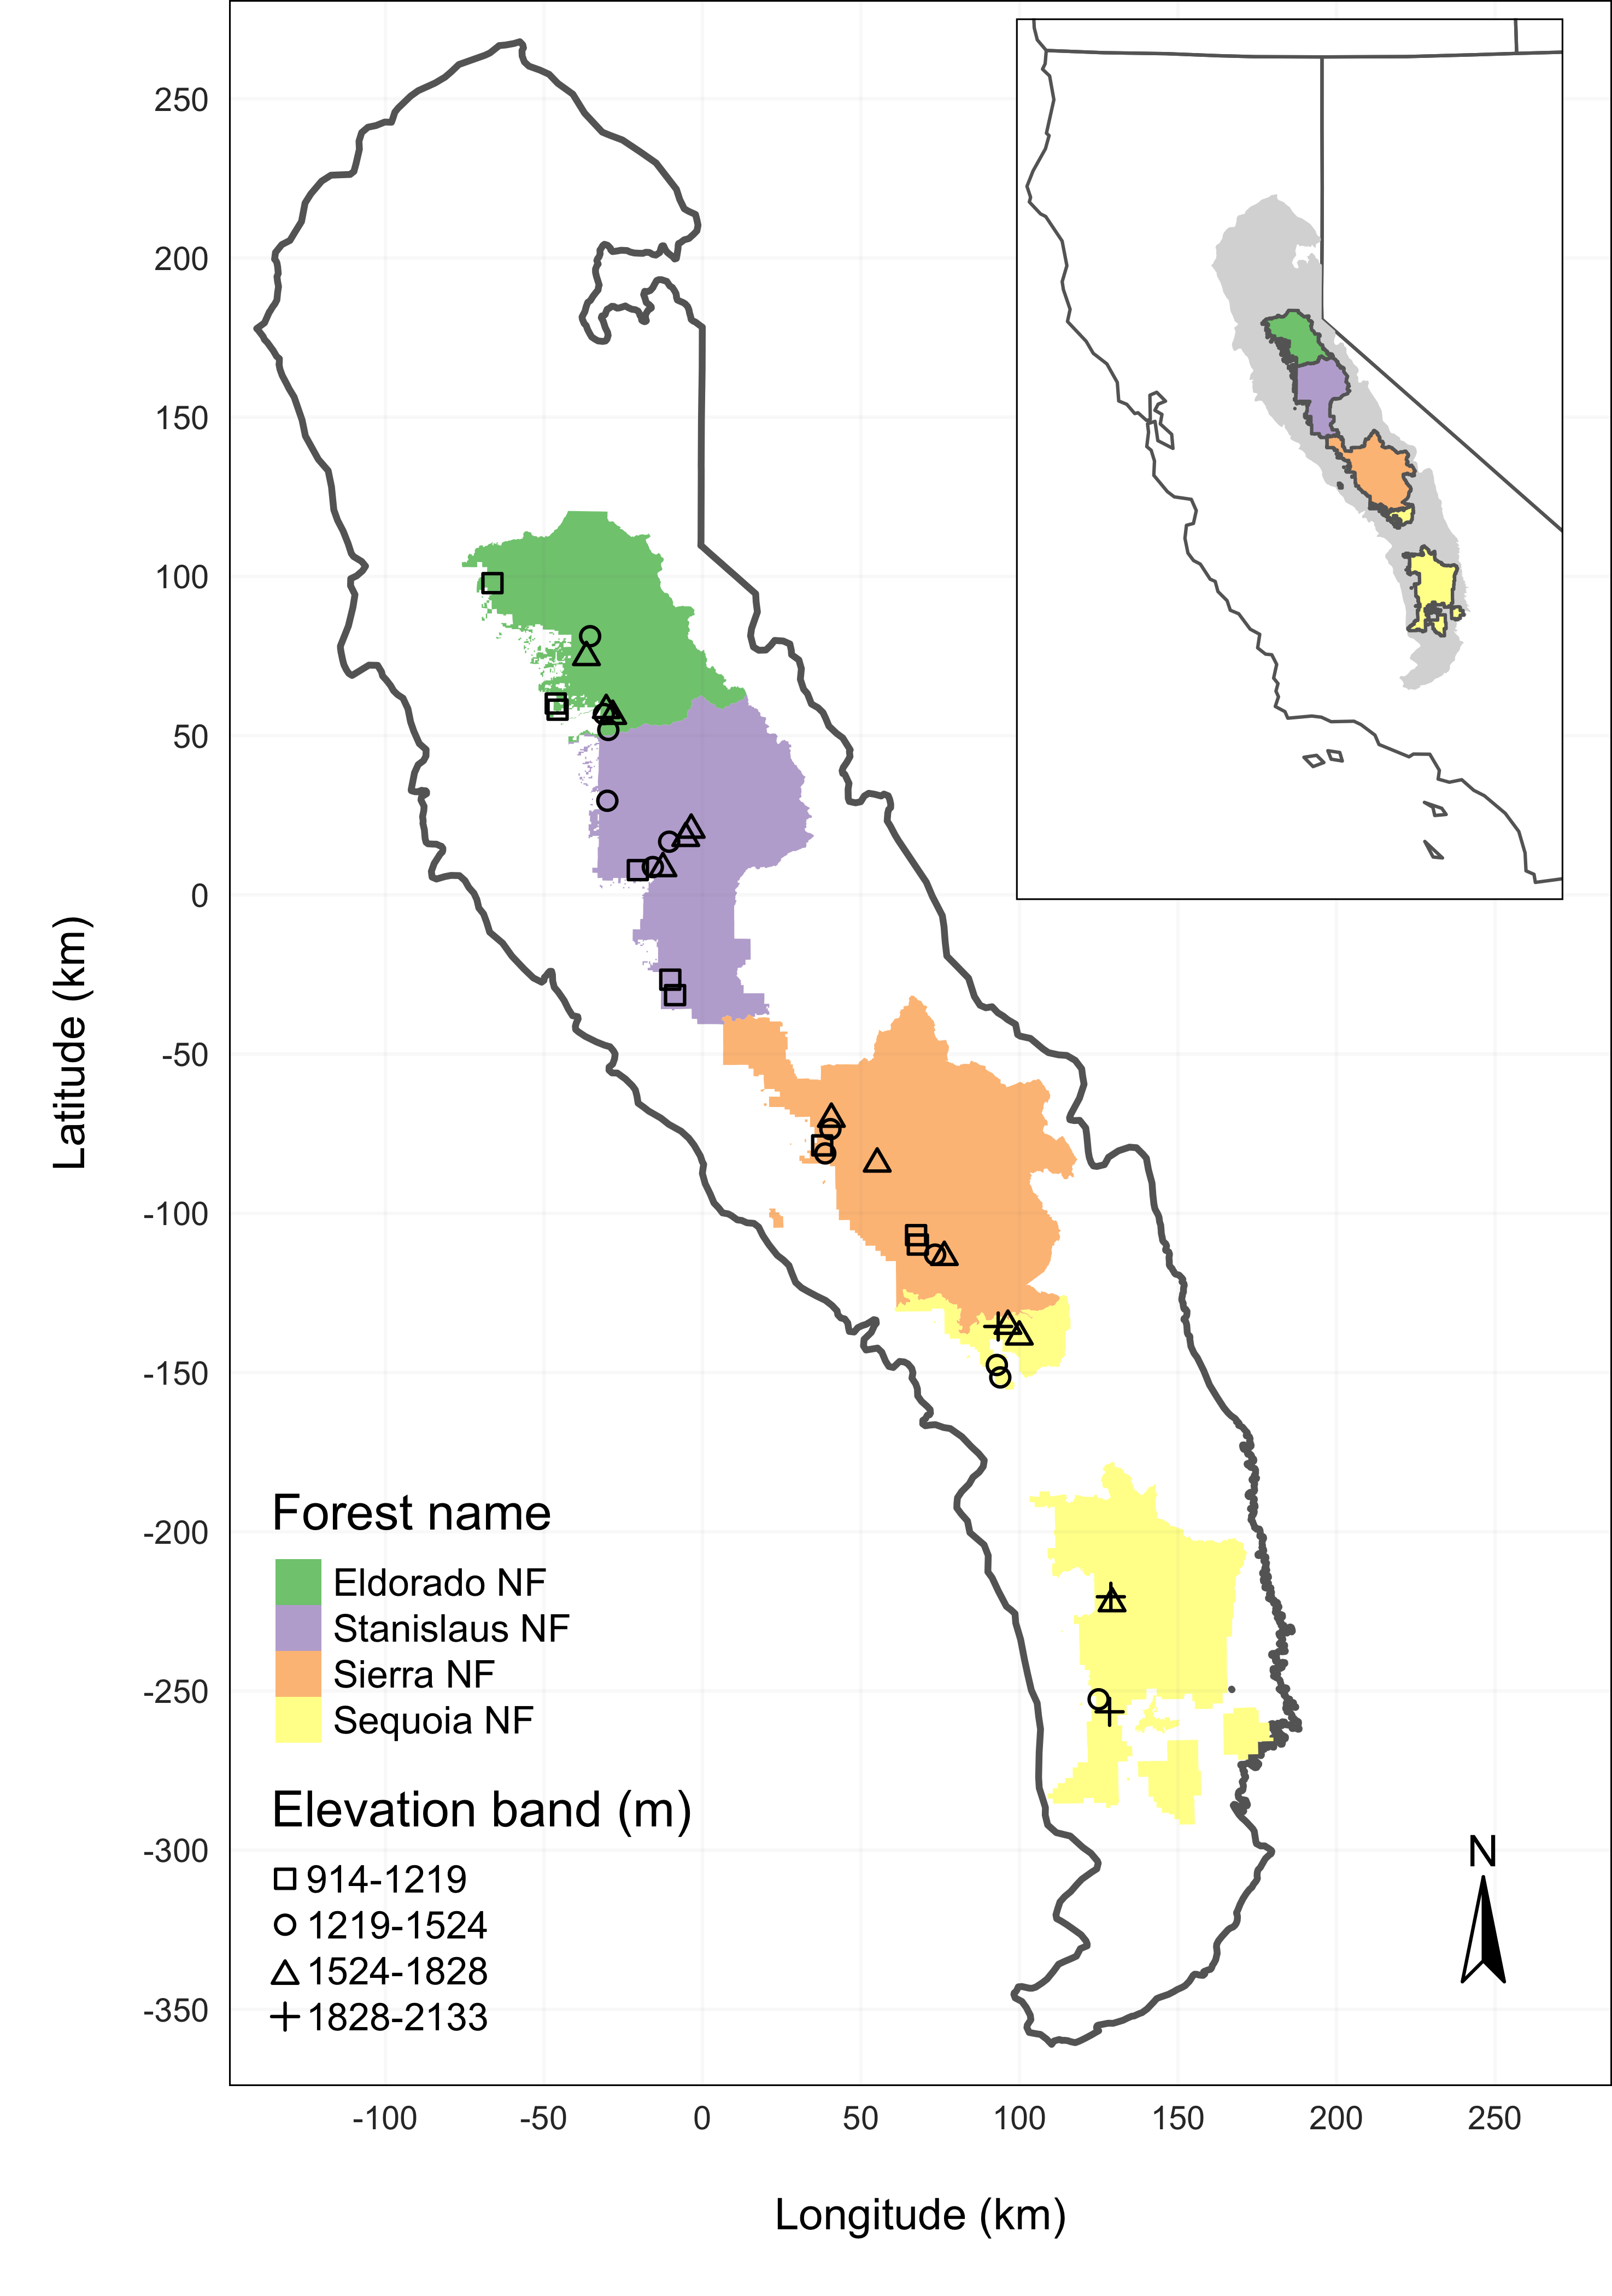 250
200
150
100
50
0
-50
-100
-150
-200
-250
-300
-350
Latitude (km)
Forest name
Eldorado NF
Stanislaus NF
Sierra NF
Sequoia NF
Elevation band (m)
914-1219
1219-1524
1524-1828
1828-2133
N
-100 -50 0 50 100 150 200 250
Longitude (km)